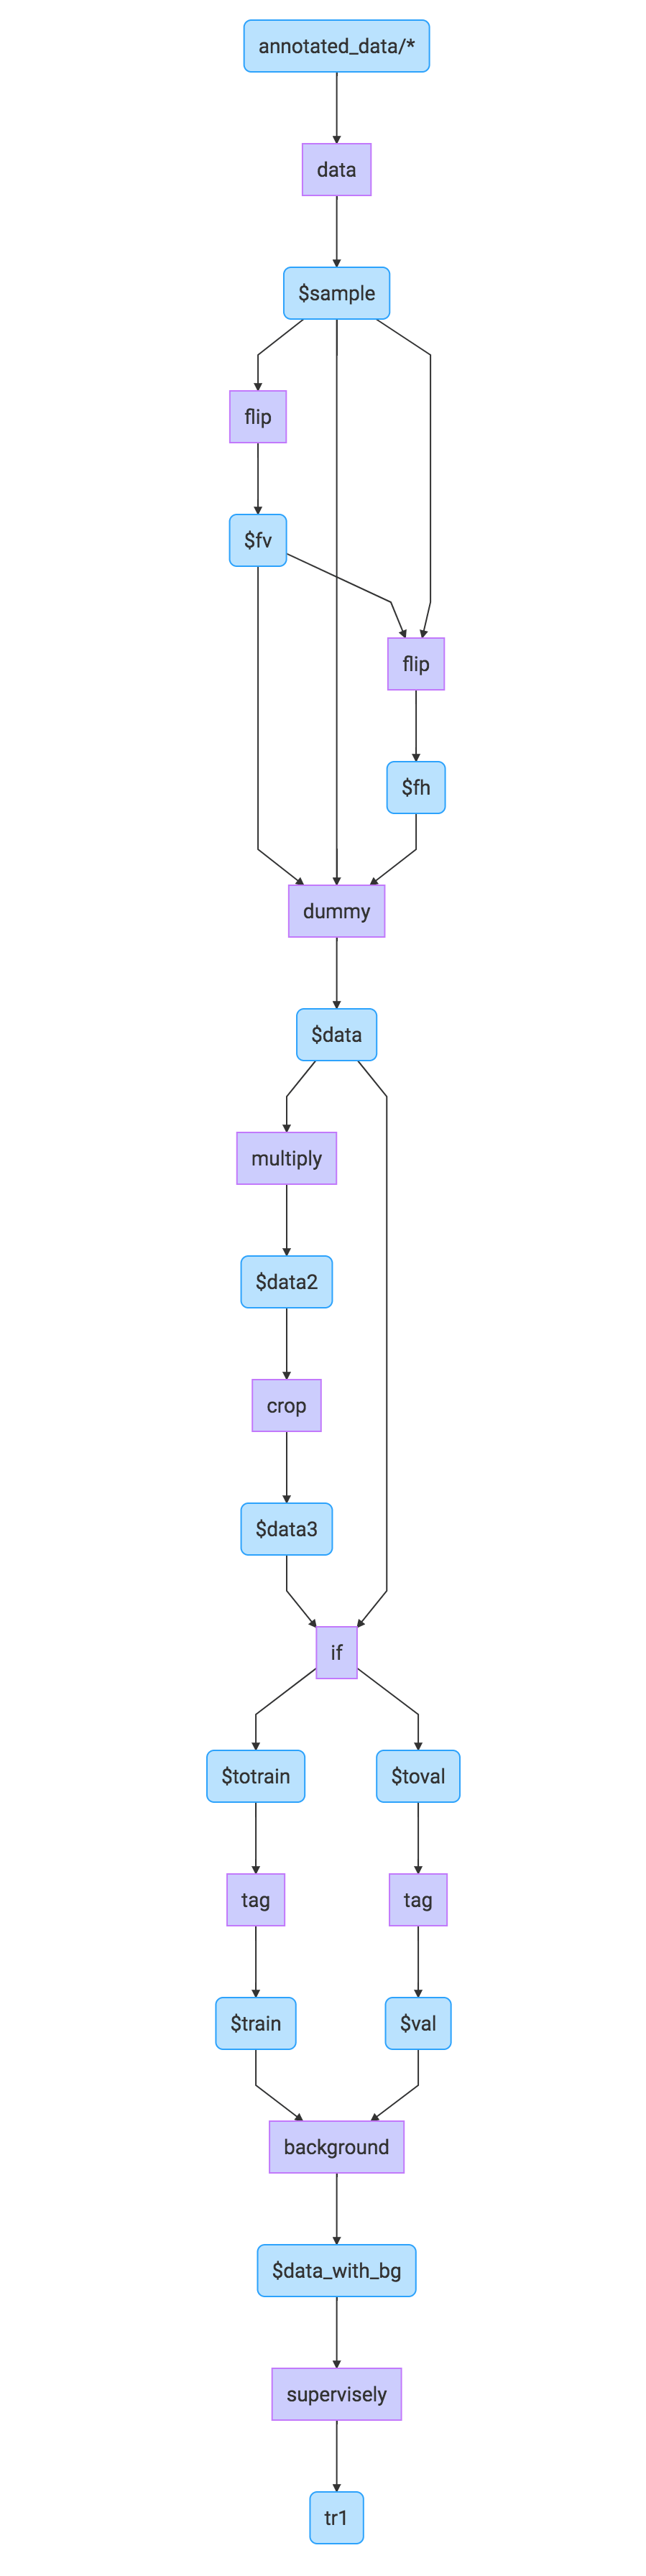 annotated_data/*
data
$sample
flip
$fv
flip
$fh
dummy
$data
multiply
$data2
crop
$data3
if
$totrain
$toval
tag
tag
$train
$val
background
$data_with_bg
supervisely
tr1